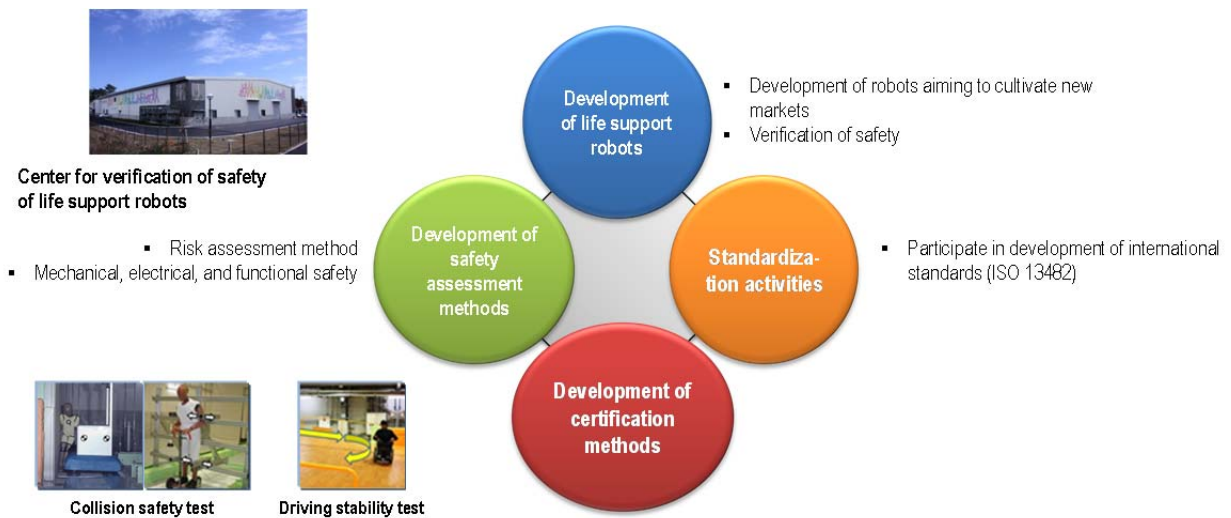 Development
of life support
robots
▪ Development of robots aiming to cultivate new
markets
▪ Verification of safety
Center for verification of safety
of life support robots
▪ Risk assessment method
▪ Mechanical, electrical, and functional safety
Development of
safety
assessment
methods
Standardiza-
tion activities
▪ Participate in development of international
standards (ISO 13482)
Development of
certification
methods
Collision safety test
Driving stability test